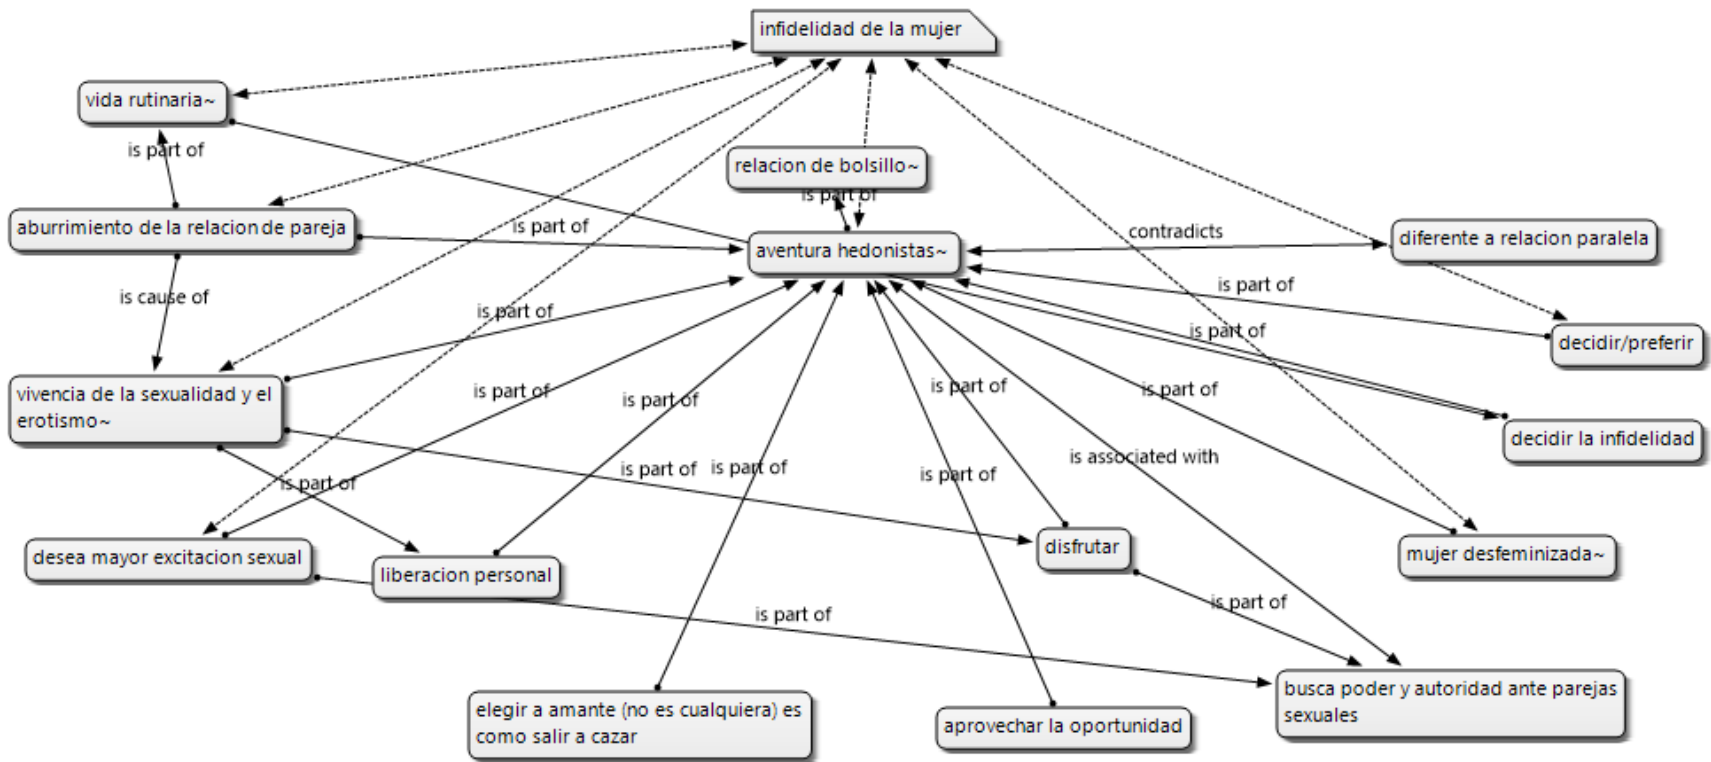 infidelidad de la mujer
vida rutinaria~
is part of
relacion de bolsillo~
is part of
aburrimiento de la relacion de pareja
is part of
contradicts
diferente a relacion paralela
aventura hedonistas~
is cause of
is part of
is part of
is part of
decidir/preferir
vivencia de la sexualidad y el
erotismo~
is part of
is part of
is part of
is part of
decidir la infidelidad
is part of
is part of
is part of
is associated with
is part of
desea mayor excitacion sexual
liberacion personal
disfrutar
mujer desfeminizada~
is part of
is part of
elegir a amante (no es cualquiera) es
como salir a cazar
aprovechar la oportunidad
busca poder y autoridad ante parejas
sexuales